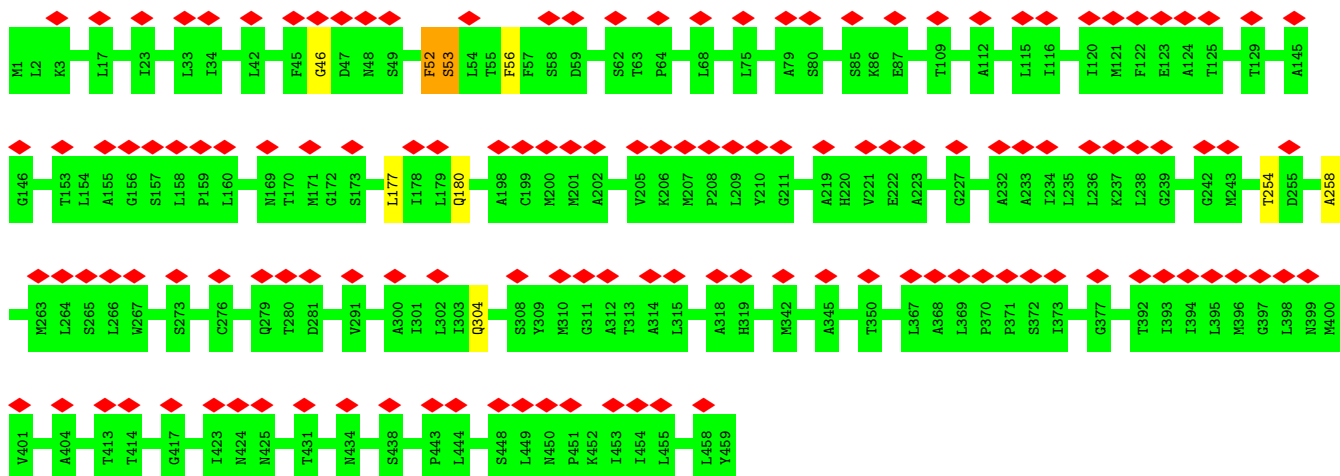 M1 L2 K3 L17 I23 L33 I34 L42 F45 G46 D47 N48 S49 F52 S53 L54 T55 F56 F57 S58 D59 S62 T63 P64 L68 L75 A79 S80 S85 K86 E87 T109 A112 L115 I116 I120 M121 F122 E123 A124 T125 T129 A145
G146 T153 L154 A155 G156 S157 L158 P159 L160 N169 T170 M171 G172 S173 L177 I178 L179 Q180 A198 C199 M200 M201 A202 V205 K206 M207 P208 L209 Y210 G211 A219 H220 V221 E222 A223 G227 A232 A233 I234 L235 L236 K237 L238 G239 G242 M243 T254 D255 A258
M263 L264 S265 L266 W267 S273 C276 Q279 T280 D281 V291 A300 I301 L302 I303 Q304 S308 Y309 M310 G311 A312 T313 A314 L315 A318 H319 M342 A345 T350 L367 A368 L369 P370 P371 S372 I373 G377 T392 I393 I394 L395 M396 G397 L398 N399 M400
V401 A404 T413 T414 G417 I423 N424 N425 T431 N434 S438 P443 L444 S448 L449 N450 P451 K452 I453 I454 L455 L458 Y459